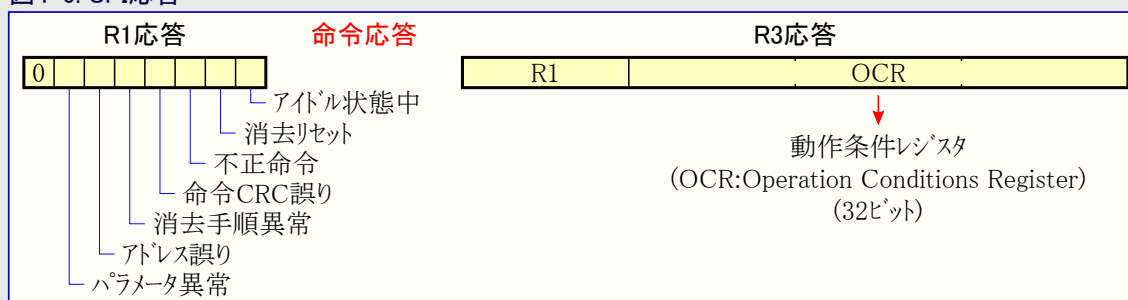 R1応答
命令応答
R3応答
0
R1
OCR
アイドル状態中
消去リセット
不正命令
命令CRC誤り
消去手順異常
アドレス誤り
パラメータ異常
動作条件レジスタ
(OCR:Operation Conditions Register)
(32ビット)